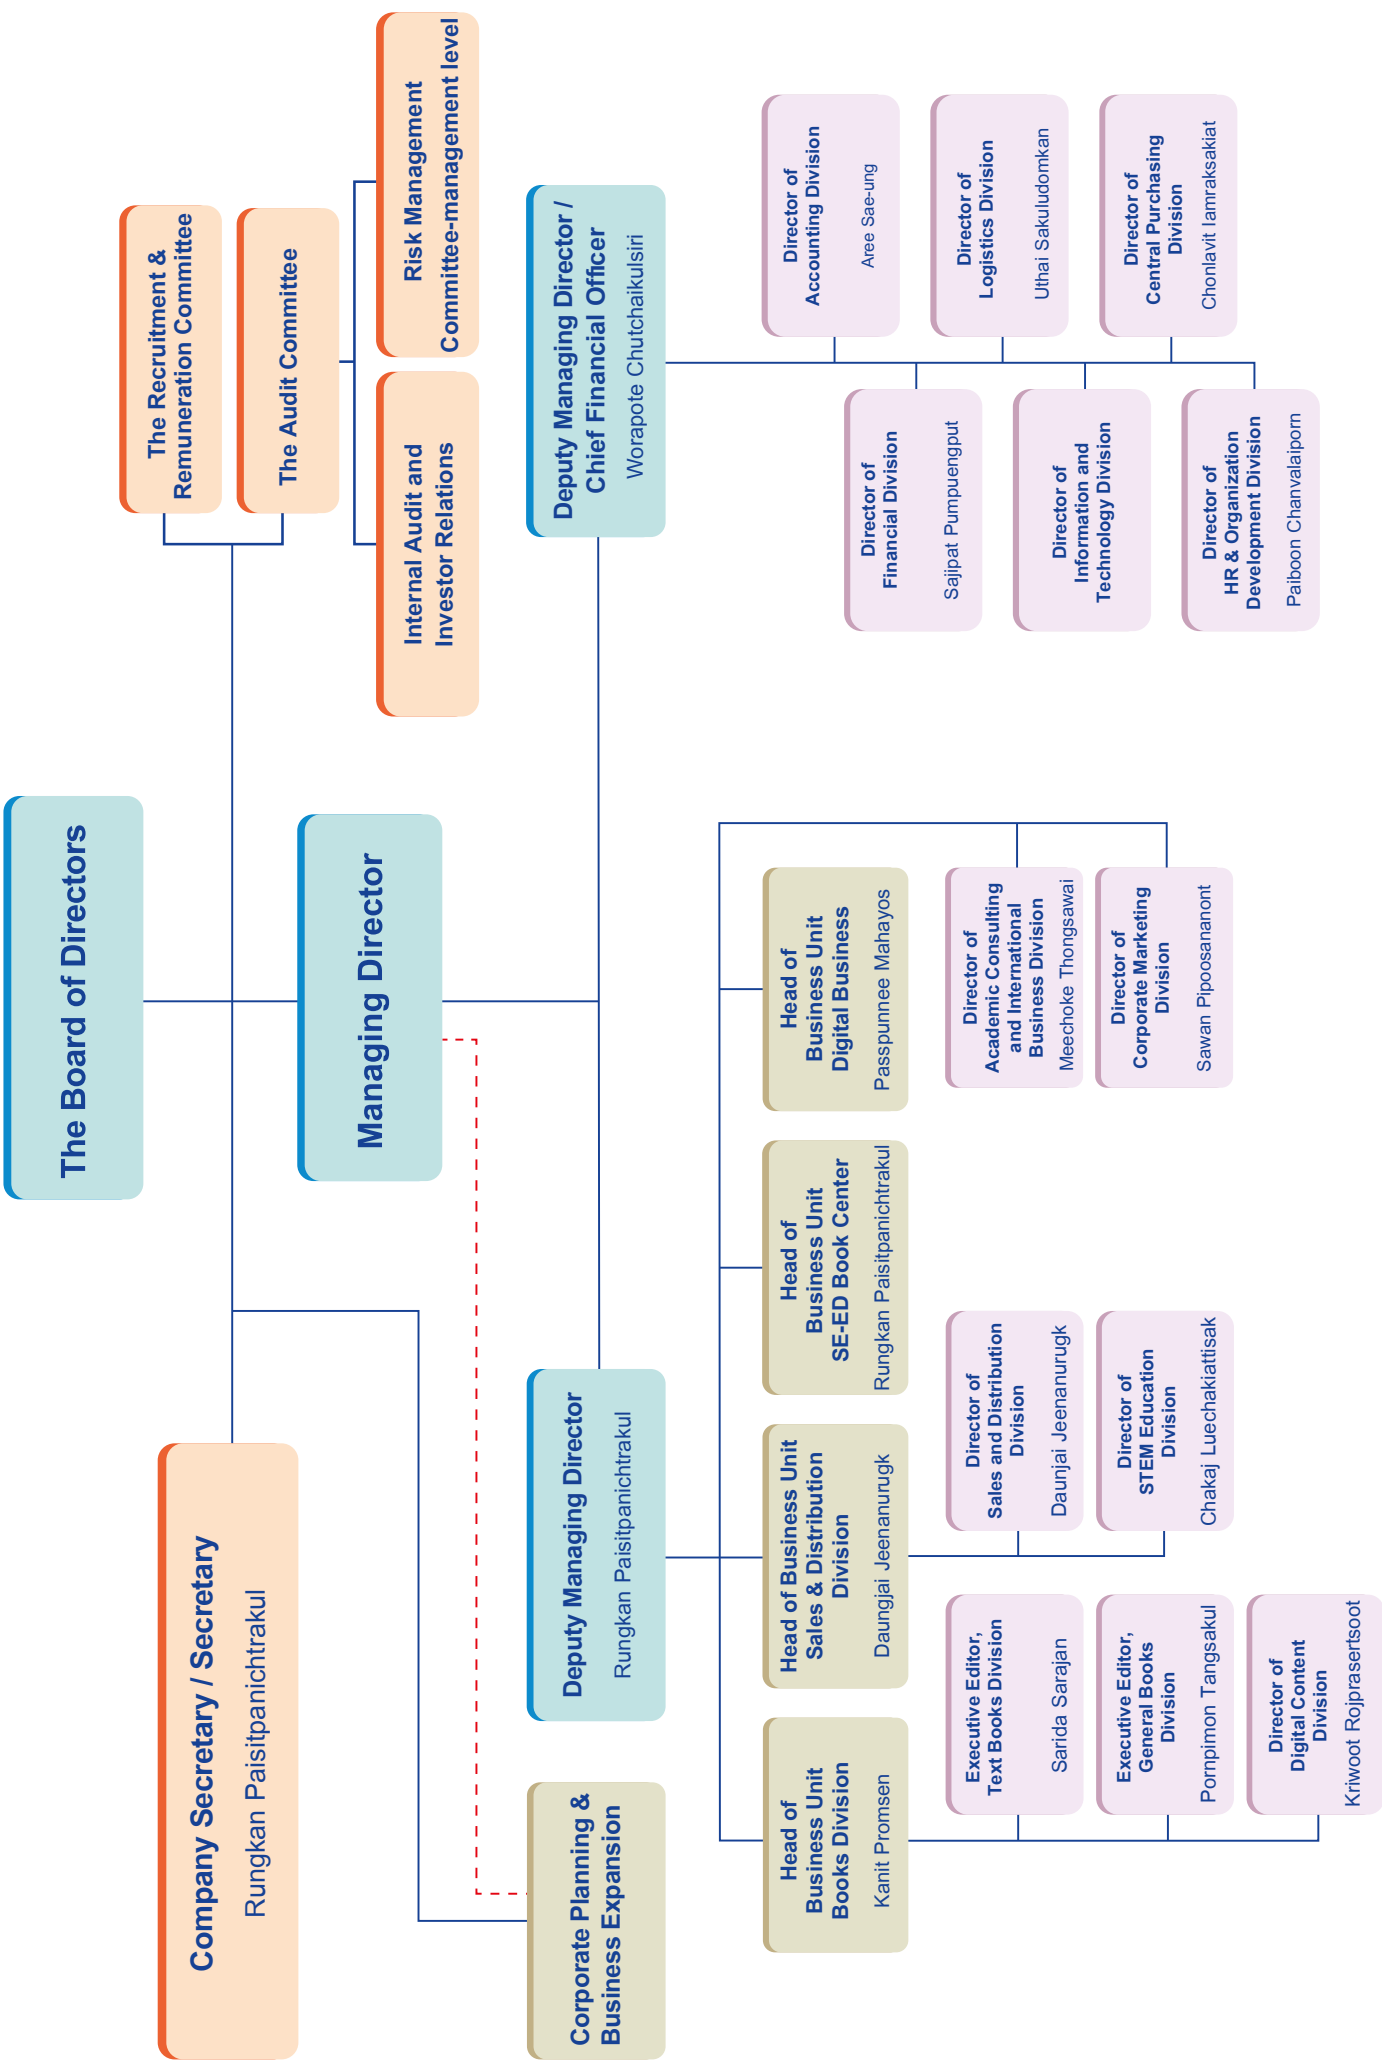 The Board of Directors
Company Secretary / Secretary
Rungkan Paisitpanichtrakul
The Recruitment &
Remuneration Committee
The Audit Committee
Managing Director
Internal Audit and
Investor Relations
Risk Management
Committee-management level
Corporate Planning &
Business Expansion
Deputy Managing Director
Rungkan Paisitpanichtrakul
Deputy Managing Director /
Chief Financial Officer
Worapote Chutchaikulsiri
Head of
Business Unit
Books Division
Kanit Promsen
Head of Business Unit
Sales & Distribution
Division
Daungjai Jeenanurugk
Head of
Business Unit
SE-ED Book Center
Rungkan Paisitpanichtrakul
Head of
Business Unit
Digital Business
Passpunnee Mahayos
Executive Editor,
Text Books Division
Sarida Sarajan
Executive Editor,
General Books
Division
Pornpimon Tangsakul
Director of
Digital Content
Division
Kriwoot Rojprasertsoot
Director of
Sales and Distribution
Division
Daunjai Jeenanurugk
Director of
STEM Education
Division
Chakaj Luechakiattisak
Director of
Academic Consulting
and International
Business Division
Meechoke Thongsawai
Director of
Corporate Marketing
Division
Sawan Pipoosananont
Director of
Accounting Division
Aree Sae-ung
Director of
Financial Division
Sajipat Pumpuengput
Director of
Logistics Division
Uthai Sakuludomkan
Director of
Information and
Technology Division
Director of
Central Purchasing
Division
Chonlavit Iamraksakiat
Director of
HR & Organization
Development Division
Paiboon Chanvalaiporn